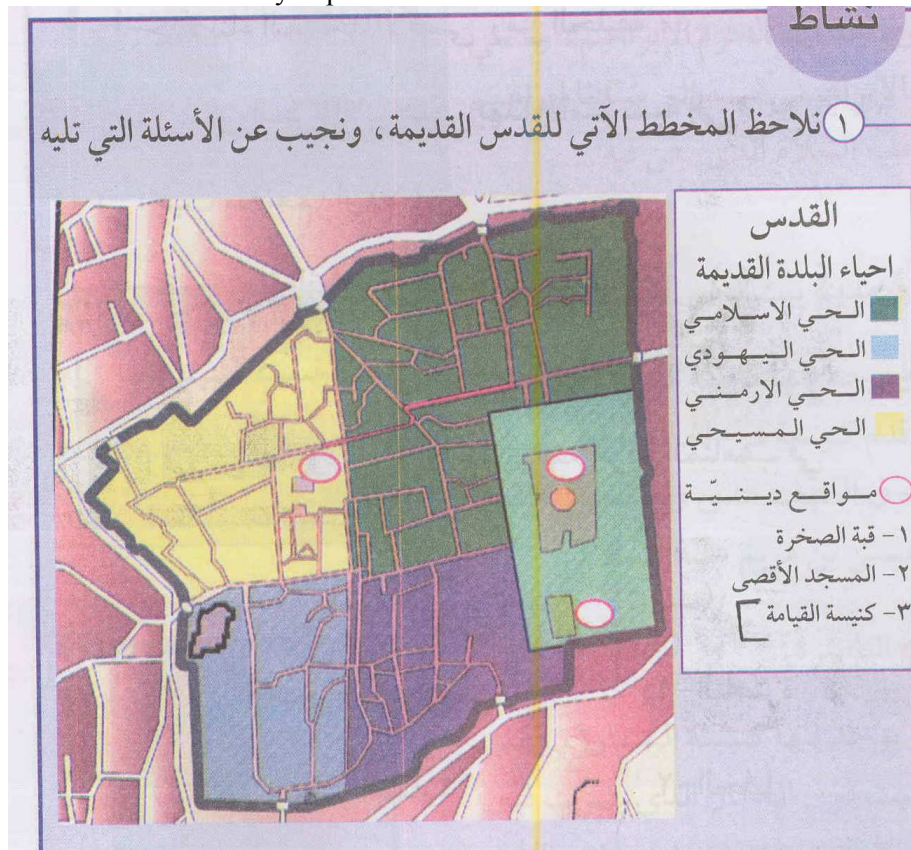 نشاط
١ نلاحظ المخطط الآتي للقدس القديمة، ونجيب عن الأسئلة التي تليه
القدس
احياء البلدة القديمة
الحي الاسلامي
الحي اليهودي
الحي الارمني
الحي المسيحي
مواقع دينيّة
١- قبة الصخرة
٢- المسجد الأقصى
٣- كنيسة القيامة